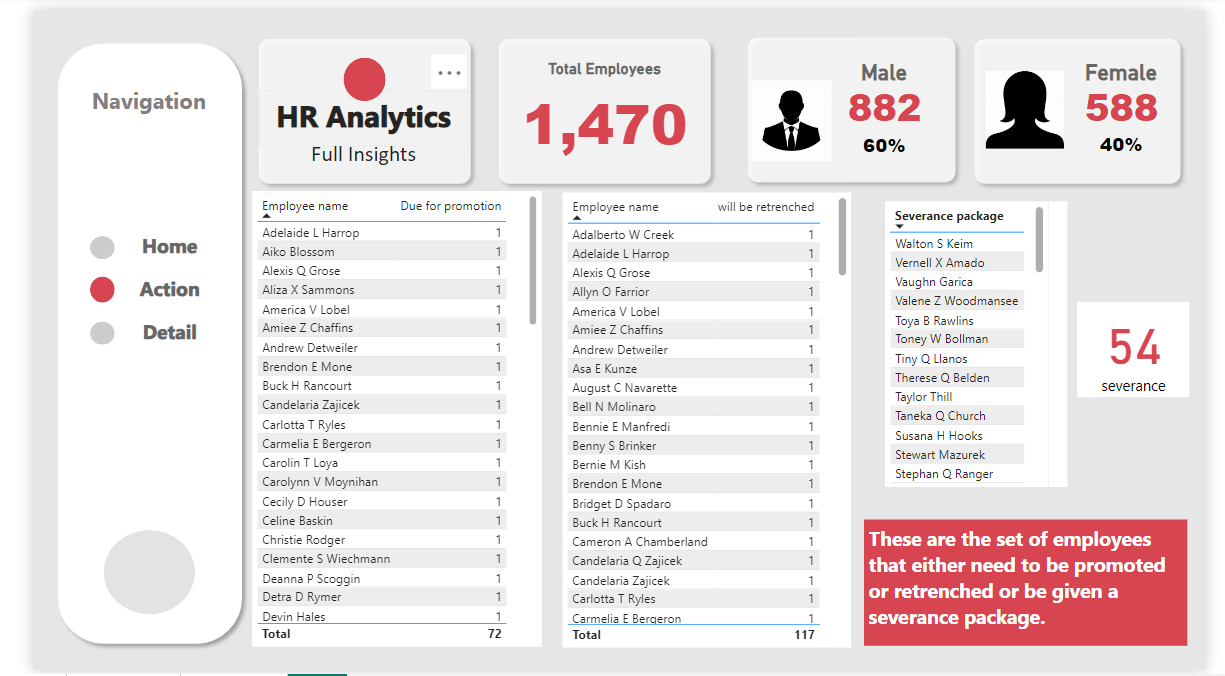 Navigation
Home
Action
Detail
HR Analytics
Full Insights
Total Employees
1,470
Male
882
60%
Female
588
40%
Employee name Due for promotion
Adelaide L Harrop 1
Aiko Blossom 1
Alexis Q Grose 1
Aliza X Sammons 1
America V Lobel 1
Amiee Z Chaffins 1
Andrew Detweiler 1
Brendon E Mone 1
Buck H Rancourt 1
Candelaria Zajicek 1
Carlotta T Ryles 1
Carmelia E Bergeron 1
Carolin T Loya 1
Carolynn V Moynihan 1
Cecily D Houser 1
Celine Baskin 1
Christie Rodger 1
Clemente S Wiechmann 1
Deanna P Scoggin 1
Detra D Rymer 1
Devin Hales 1
Total 72
Employee name will be retrenched
Adalberto W Creek 1
Adelaide L Harrop 1
Alexis Q Grose 1
Allyn O Farrior 1
America V Lobel 1
Amiee Z Chaffins 1
Andrew Detweiler 1
Asa E Kunze 1
August C Navarette 1
Bell N Molinaro 1
Bennie E Manfredi 1
Benny S Brinker 1
Bernie M Kish 1
Brendon E Mone 1
Bridget D Spadaro 1
Buck H Rancourt 1
Cameron A Chamberland 1
Candelaria Q Zajicek 1
Candelaria Zajicek 1
Carlotta T Ryles 1
Carmelia E Bergeron 1
Total 117
Severance package
Walton S Keim
Vernell X Amado
Vaughn Garica
Valene Z Woodmansee
Toya B Rawlins
Toney W Bollman
Tiny Q Llanos
Therese Q Belden
Taylor Thill
Taneka Q Church
Susana H Hooks
Stewart Mazurek
Stephan Q Ranger
54
severance
These are the set of employees
that either need to be promoted
or retrenched or be given a
severance package.